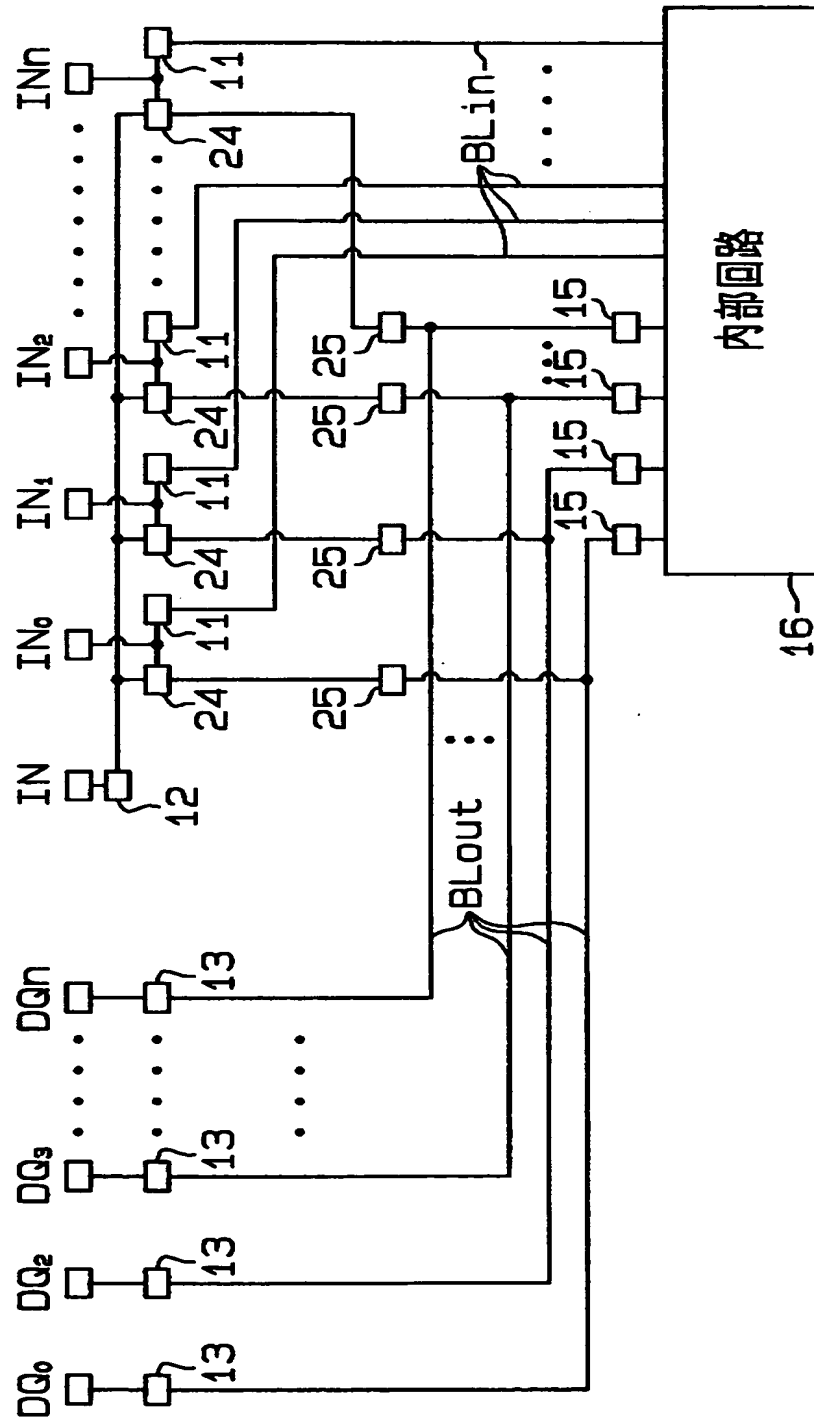 DQ₀ DQ₂ DQ₃ DQn IN IN₀ IN₁ IN₂ INn
12
13 13 13 13 24 11 24 11 24 11 24 11
25 25 25 25
BLout BLin
15 15 15 15
内部回路
16